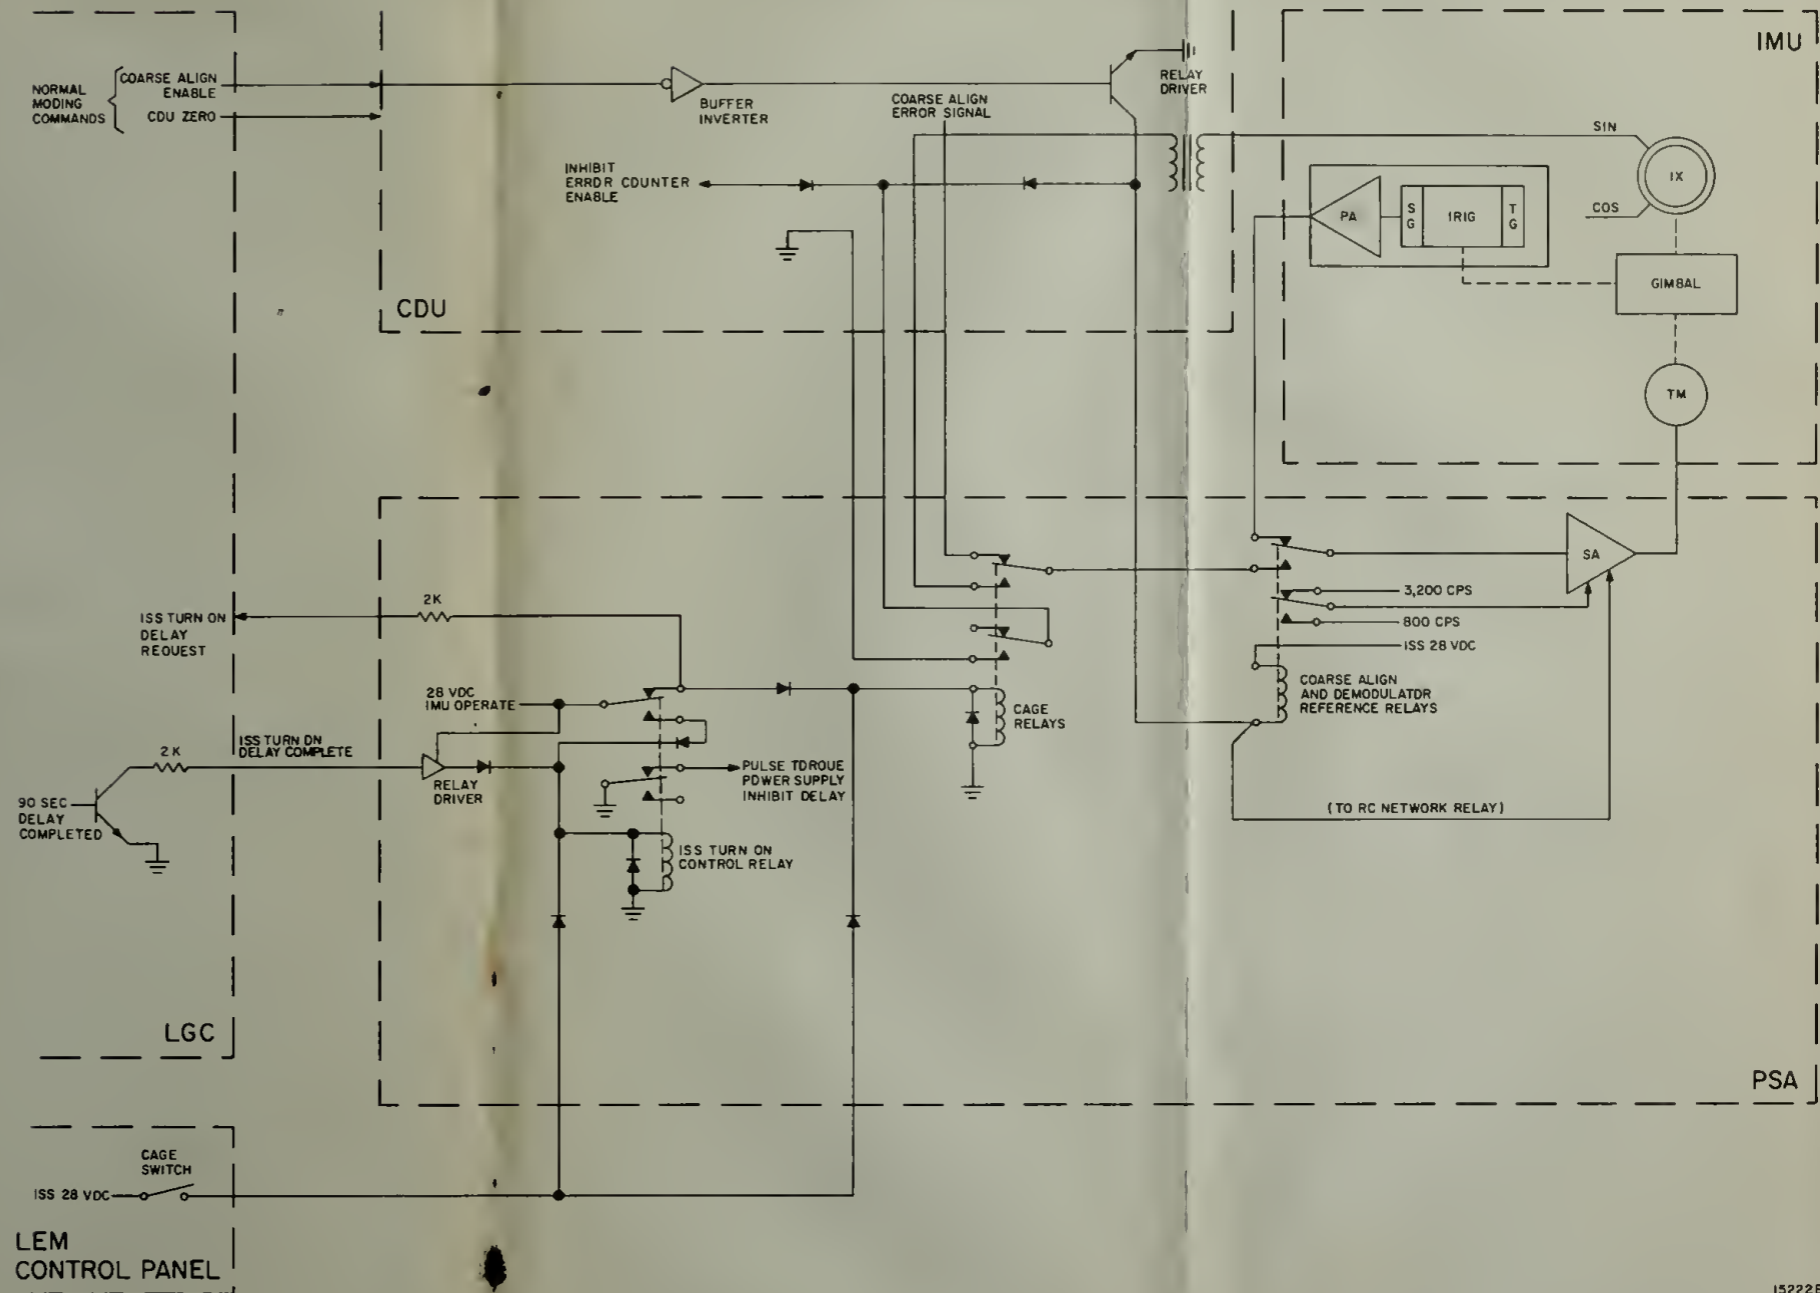 IMU
NORMAL
MODING
COMMANDS
COARSE ALIGN
ENABLE
CDU ZERO
BUFFER
INVERTER
COARSE ALIGN
ERROR SIGNAL
RELAY
DRIVER
INHIBIT
ERROR COUNTER
ENABLE
SIN
COS
1X
PA
S
G
IRIG
T
G
GIMBAL
TM
CDU
SA
3,200 CPS
800 CPS
ISS 28 VDC
COARSE ALIGN
AND DEMODULATOR
REFERENCE RELAYS
2K
ISS TURN ON
DELAY
REQUEST
28 VDC
IMU OPERATE
CAGE
RELAYS
2K
ISS TURN ON
DELAY COMPLETE
RELAY
DRIVER
PULSE TORQUE
POWER SUPPLY
INHIBIT DELAY
90 SEC
DELAY
COMPLETED
(TO RC NETWORK RELAY)
ISS TURN ON
CONTROL RELAY
LGC
PSA
CAGE
SWITCH
ISS 28 VDC
LEM
CONTROL PANEL